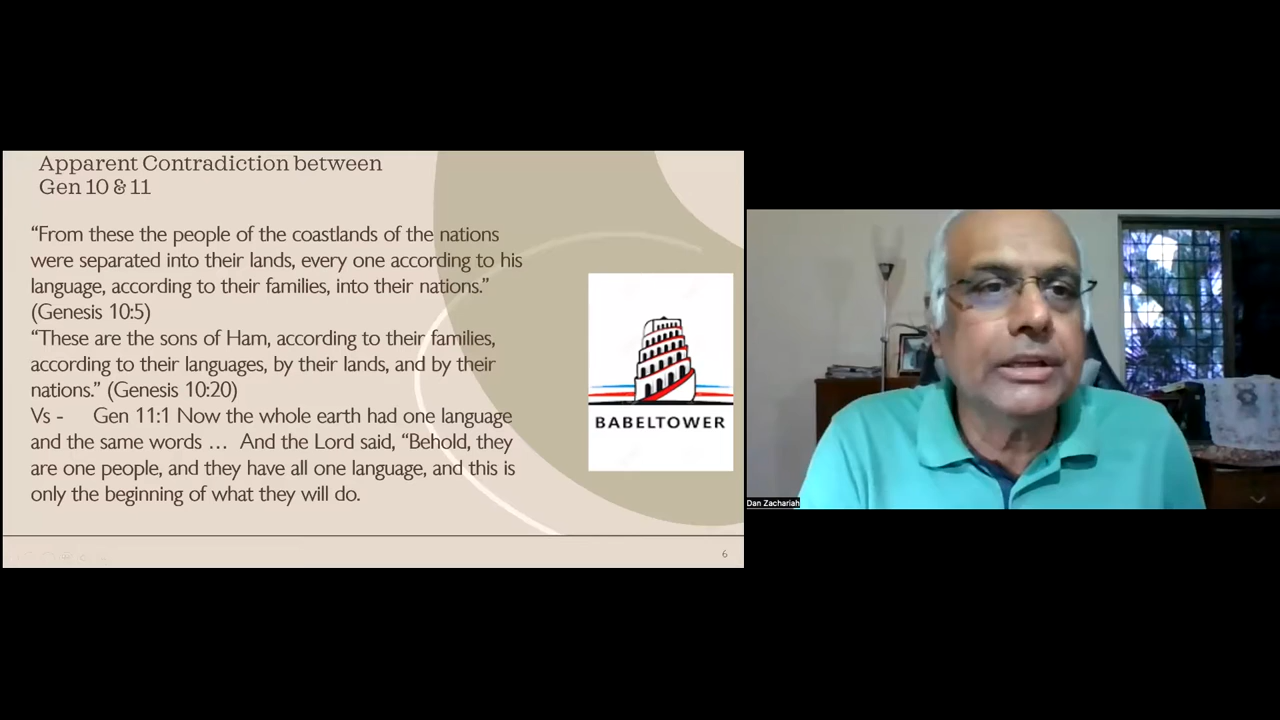 Apparent Contradiction between
Gen 10 & 11
“From these the people of the coastlands of the nations
were separated into their lands, every one according to his
language, according to their families, into their nations.”
(Genesis 10:5)
“These are the sons of Ham, according to their families,
according to their languages, by their lands, and by their
nations.” (Genesis 10:20)
Vs - Gen 11:1 Now the whole earth had one language
and the same words … And the Lord said, “Behold, they
are one people, and they have all one language, and this is
only the beginning of what they will do.
BABELTOWER
6
Dan Zachariah